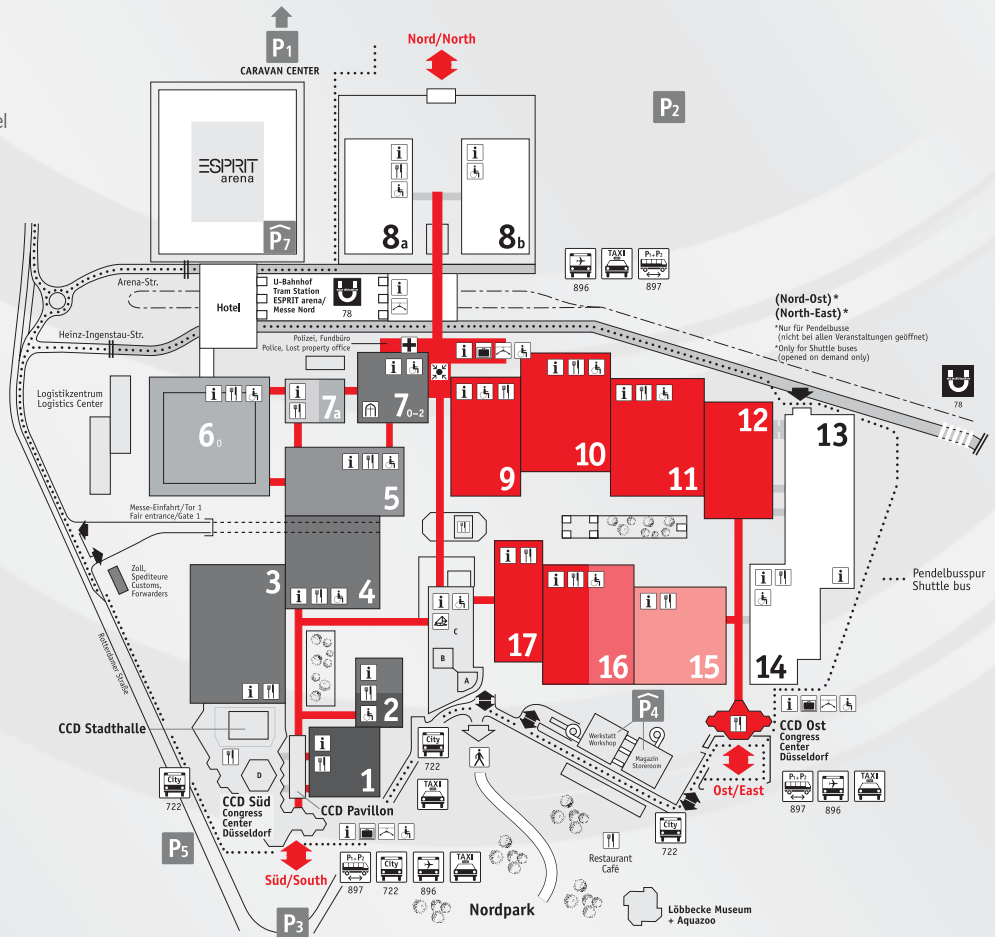 P1
CARAVAN CENTER
Nord/North
P2
el
ESPRIT
arena
P7
8a
8b
TAXI
P1+P2
896
897
Arena-Str.
Hotel
U-Bahnhof
Tram Station
ESPRIT arena/
Messe Nord
78
i
(Nord-Ost)*
(North-East)*
*Nur für Pendelbusse
(nicht bei allen Veranstaltungen geöffnet)
*Only for Shuttle buses
(opened on demand only)
Heinz-Ingenstau-Str.
Polizei, Fundbüro
Police, Lost property office
78
Logistikzentrum
Logistics Center
6 0
7a
7 0–2
9
10
11
12
13
5
Messe-Einfahrt/Tor 1
Fair entrance/Gate 1
Zoll,
Spediteure
Customs,
Forwarders
3
4
Pendelbusspur
Shuttle bus
Rotterdamer Straße
C
B
A
17
16
15
14
2
1
CCD Stadthalle
D
CCD Süd
Congress
Center
Düsseldorf
CCD Pavillon
City
722
City
722
TAXI
P4
Werkstatt
Workshop
Magazin
Storeroom
CCD Ost
Congress
Center
Düsseldorf
Ost/East
P1+P2
TAXI
897
896
City
722
P5
Süd/South
P1+P2
City
TAXI
897
722
896
P3
Restaurant
Café
Nordpark
Löbbecke Museum
+ Aquazoo